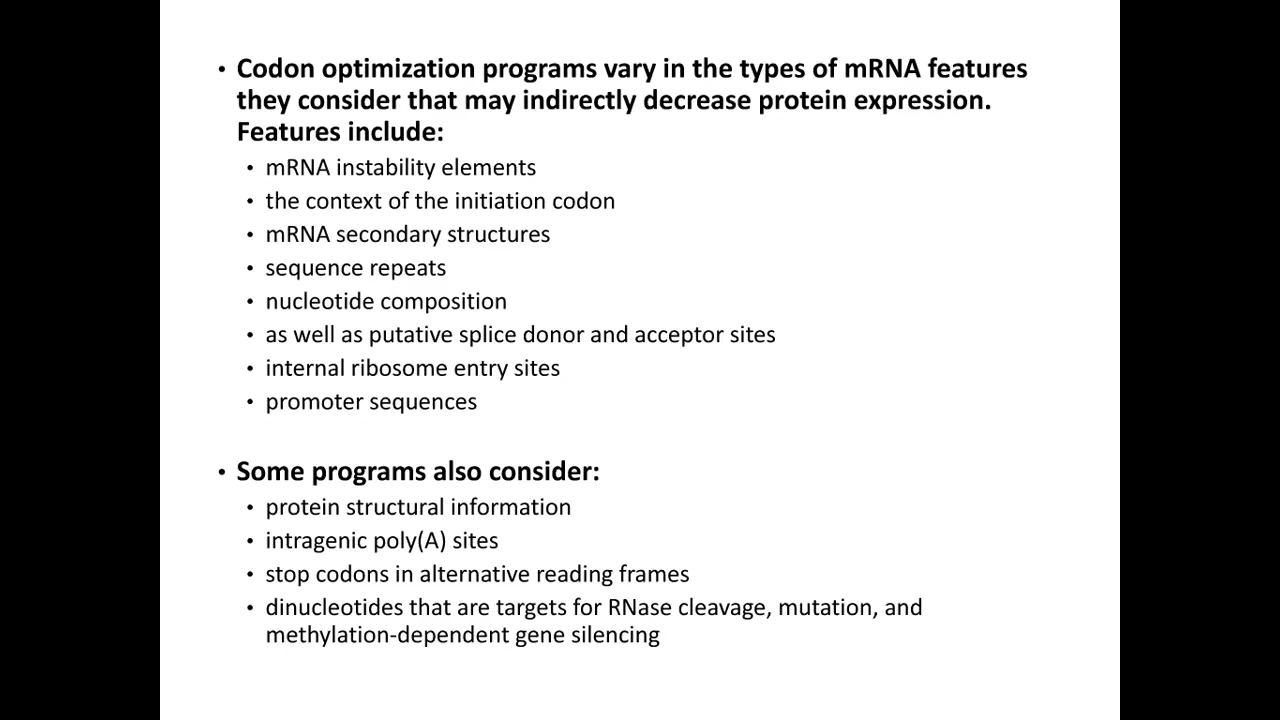 • Codon optimization programs vary in the types of mRNA features
they consider that may indirectly decrease protein expression.
Features include:
• mRNA instability elements
• the context of the initiation codon
• mRNA secondary structures
• sequence repeats
• nucleotide composition
• as well as putative splice donor and acceptor sites
• internal ribosome entry sites
• promoter sequences
• Some programs also consider:
• protein structural information
• intragenic poly(A) sites
• stop codons in alternative reading frames
• dinucleotides that are targets for RNase cleavage, mutation, and
methylation-dependent gene silencing